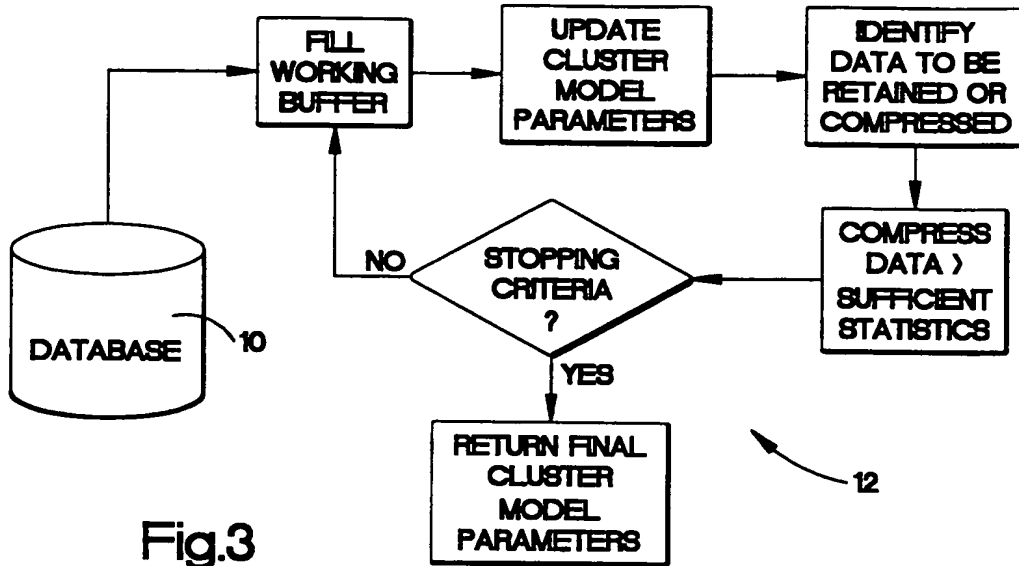 FILL
WORKING
BUFFER
UPDATE
CLUSTER
MODEL
PARAMETERS
IDENTIFY
DATA TO BE
RETAINED OR
COMPRESSED
COMPRESS
DATA >
SUFFICIENT
STATISTICS
STOPPING
CRITERIA
?
NO
YES
DATABASE
10
RETURN FINAL
CLUSTER
MODEL
PARAMETERS
12
Fig.3